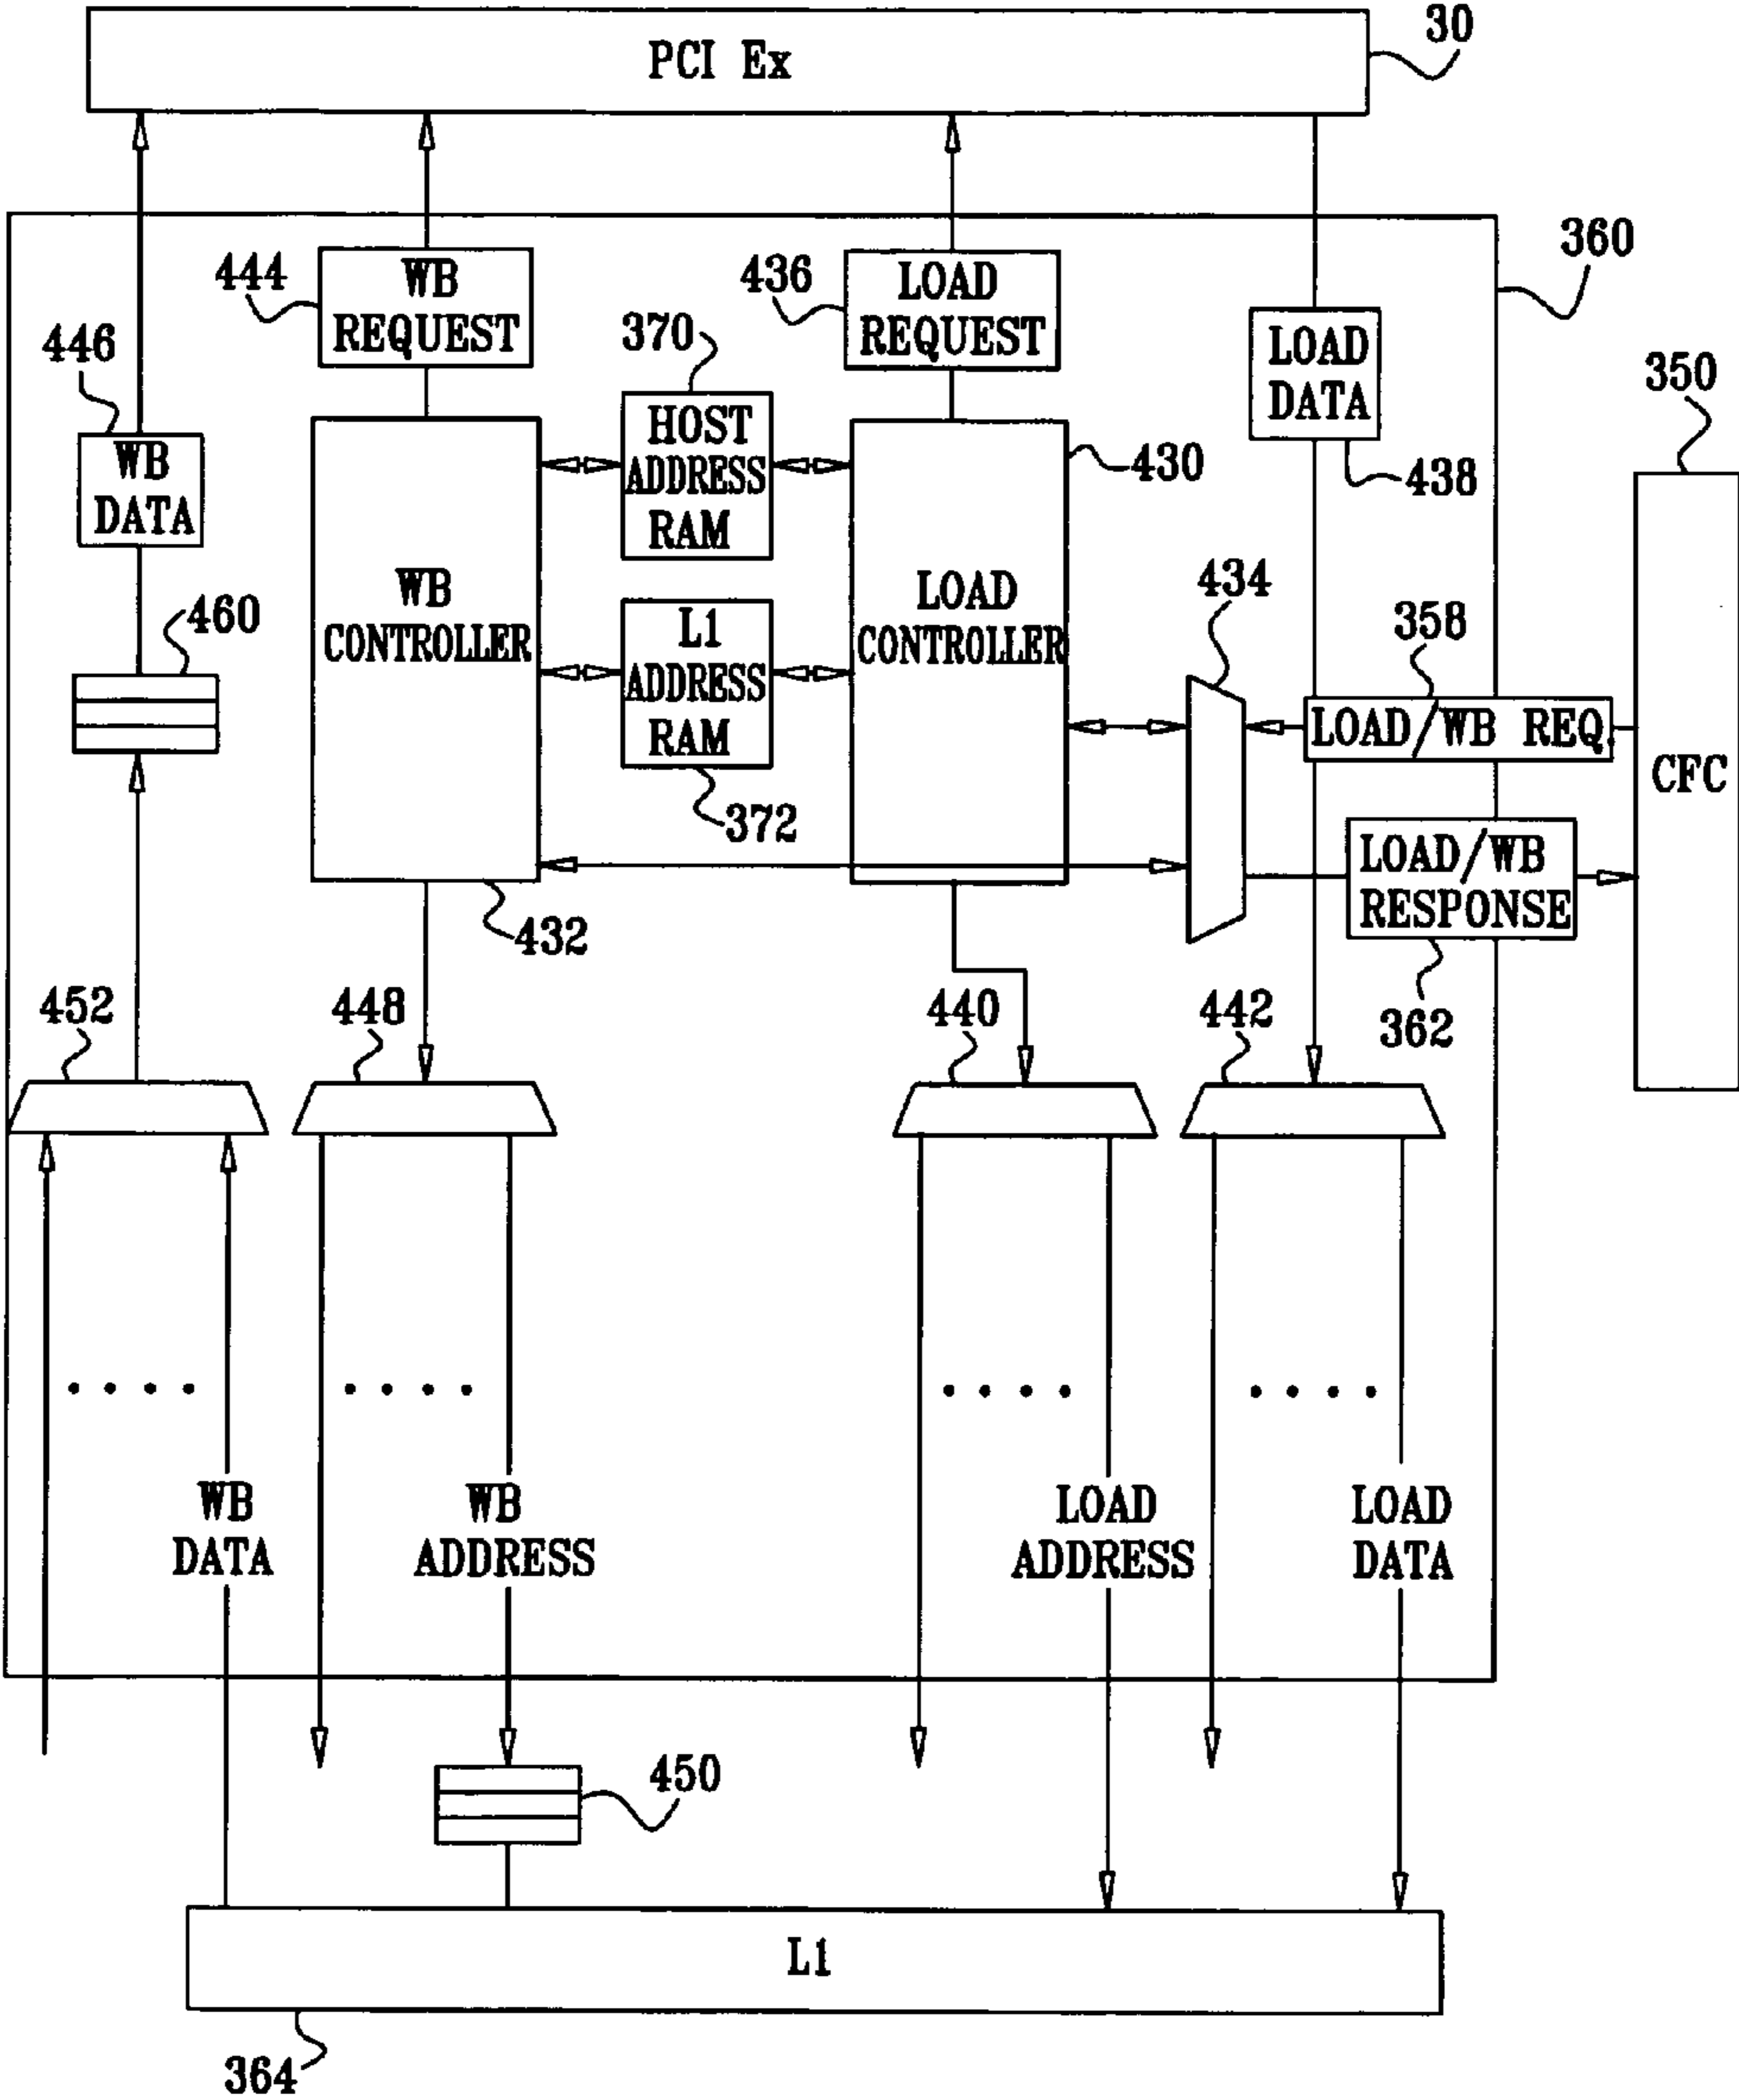 PCI Ex
30
360
444
WB
REQUEST
436
LOAD
REQUEST
446
370
LOAD
DATA
350
WB
DATA
HOST
ADDRESS
RAM
430
438
WB
CONTROLLER
LOAD
CONTROLLER
434
460
L1
ADDRESS
RAM
358
LOAD/WB REQ.
CFC
372
LOAD/WB
RESPONSE
432
452
448
440
442
362
WB
DATA
WB
ADDRESS
LOAD
ADDRESS
LOAD
DATA
450
L1
364